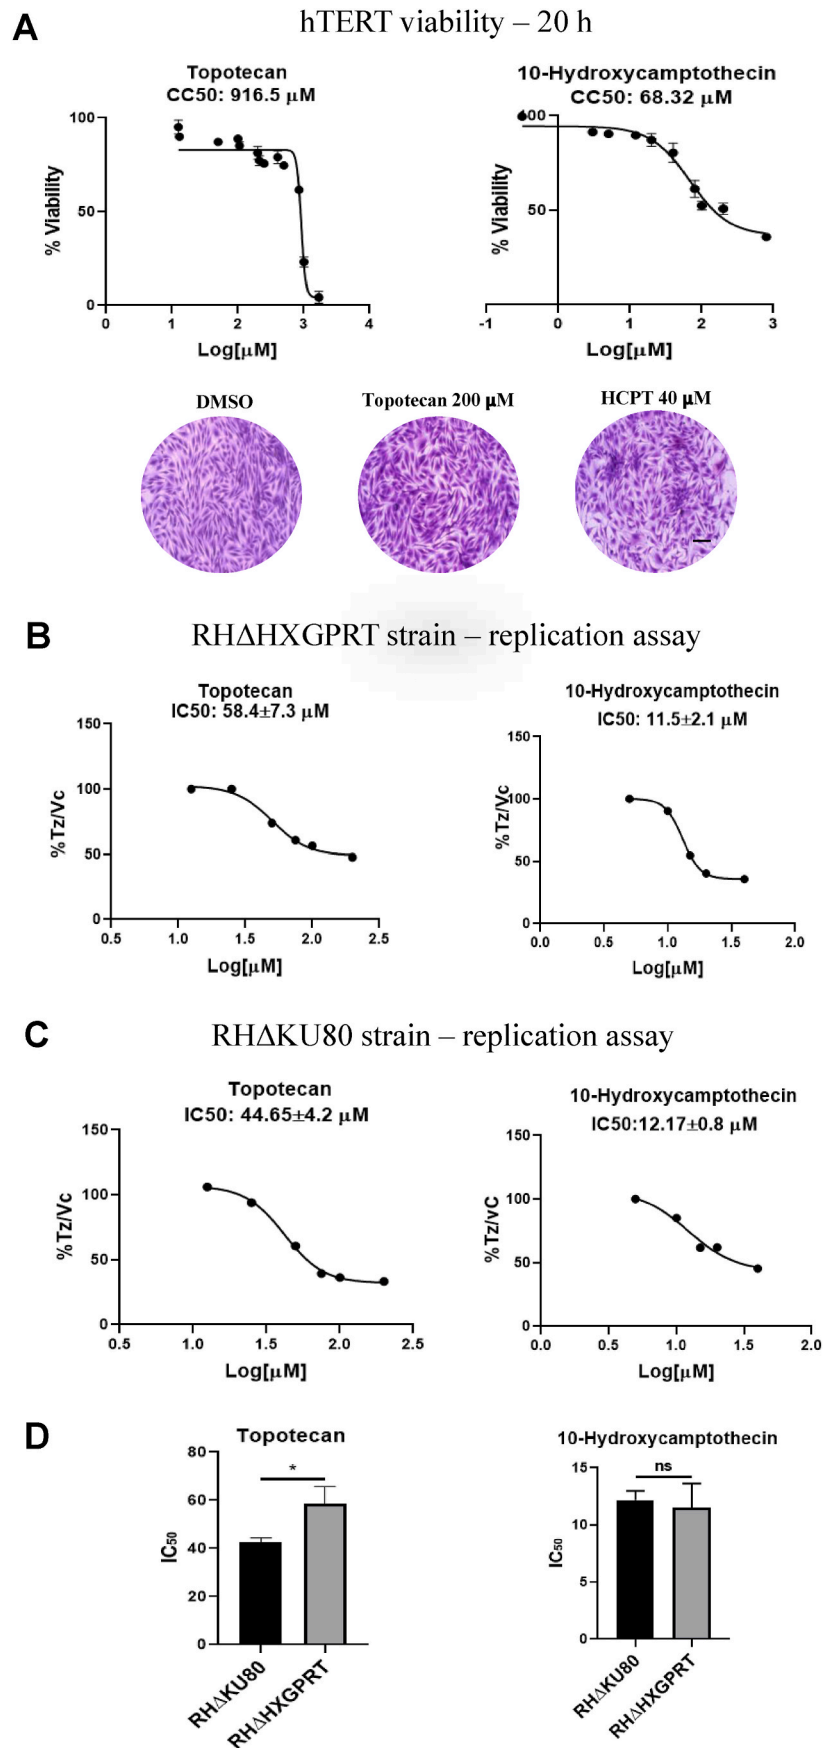 A
hTERT viability – 20 h
Topotecan
CC50: 916.5 µM
100
50
0
% Viability
0 1 2 3 4
Log[µM]
10-Hydroxycamptothecin
CC50: 68.32 µM
100
50
% Viability
-1 0 1 2 3
Log[µM]
DMSO
Topotecan 200 µM
HCPT 40 µM
B
RHΔHXGPRT strain – replication assay
Topotecan
IC50: 58.4±7.3 µM
150
100
50
0
%Tz/Vc
0.5 1.0 1.5 2.0 2.5
Log[µM]
10-Hydroxycamptothecin
IC50: 11.5±2.1 µM
150
100
50
0
%Tz/Vc
0.0 0.5 1.0 1.5 2.0
Log[µM]
C
RHΔKU80 strain – replication assay
Topotecan
IC50: 44.65±4.2 µM
150
100
50
0
%Tz/Vc
0.5 1.0 1.5 2.0 2.5
Log[µM]
10-Hydroxycamptothecin
IC50:12.17±0.8 µM
150
100
50
0
%Tz/vC
0.0 0.5 1.0 1.5 2.0
Log[µM]
D
Topotecan
80
60
40
20
0
IC50
*
RHΔKU80
RHΔHXGPRT
10-Hydroxycamptothecin
15
10
5
0
IC50
ns
RHΔKU80
RHΔHXGPRT